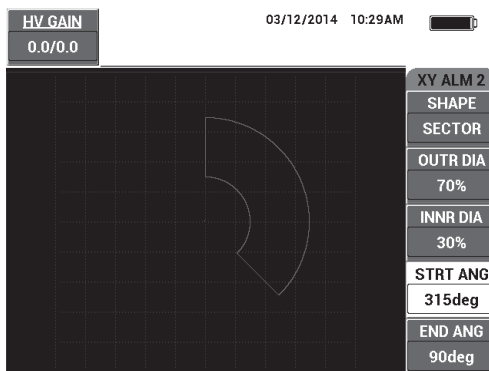 HV GAIN
0.0/0.0
03/12/2014 10:29AM
XY ALM 2
SHAPE
SECTOR
OUTR DIA
70%
INNR DIA
30%
STRT ANG
315deg
END ANG
90deg